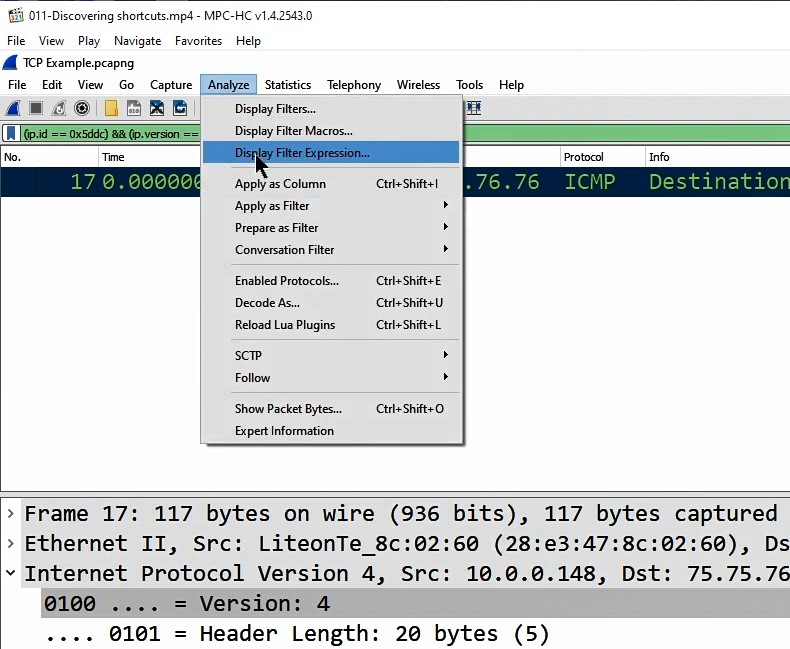 011-Discovering shortcuts.mp4 - MPC-HC v1.4.2543.0
File View Play Navigate Favorites Help
TCP Example.pcapng
File Edit View Go Capture Analyze Statistics Telephony Wireless Tools Help
(ip.id == 0x5ddc) && (ip.version ==
No. Time Protocol Info
17 0.000000 .76.76 ICMP Destination
Display Filters...
Display Filter Macros...
Display Filter Expression...
Apply as Column Ctrl+Shift+I
Apply as Filter
Prepare as Filter
Conversation Filter
Enabled Protocols... Ctrl+Shift+E
Decode As... Ctrl+Shift+U
Reload Lua Plugins Ctrl+Shift+L
SCTP
Follow
Show Packet Bytes... Ctrl+Shift+O
Expert Information
Frame 17: 117 bytes on wire (936 bits), 117 bytes captured
Ethernet II, Src: LiteonTe_8c:02:60 (28:e3:47:8c:02:60), Ds
Internet Protocol Version 4, Src: 10.0.0.148, Dst: 75.75.76
0100 .... = Version: 4
.... 0101 = Header Length: 20 bytes (5)